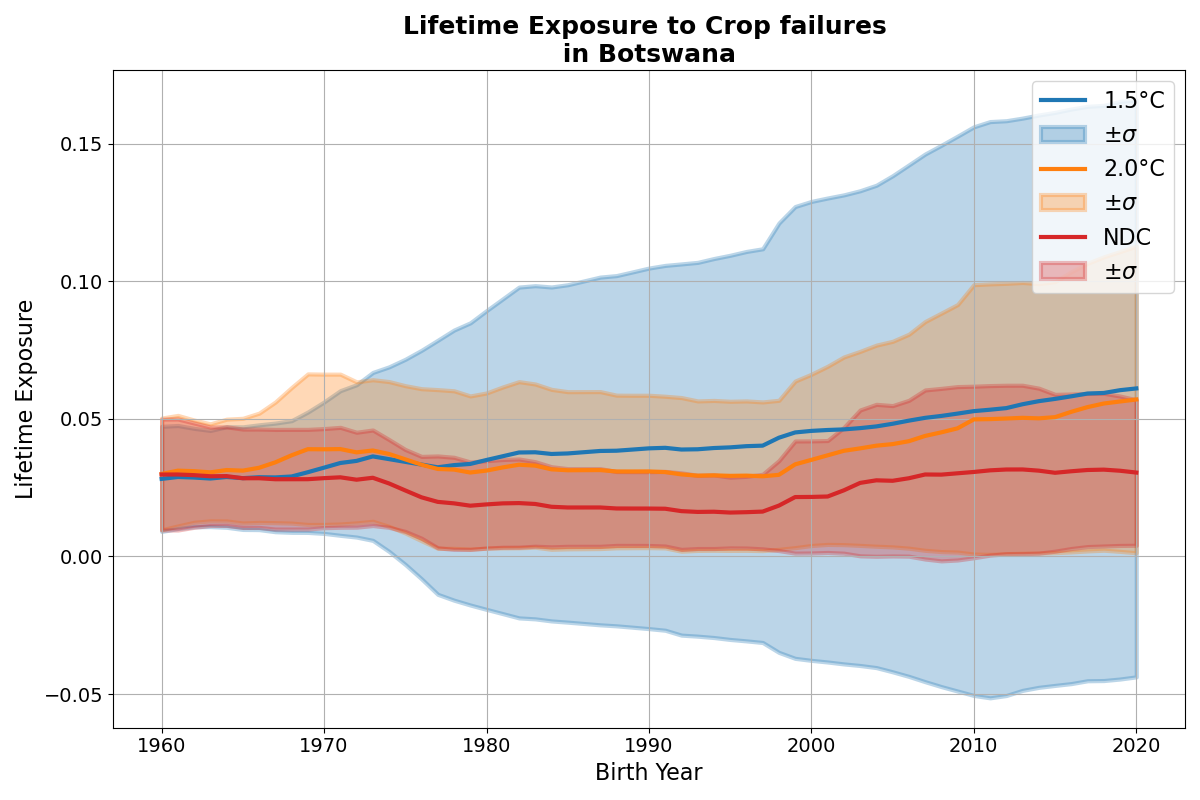 Lifetime Exposure to Crop failures
in Botswana
1.5°C
±σ
2.0°C
±σ
NDC
±σ
Lifetime Exposure
0.15
0.10
0.05
0.00
−0.05
1960 1970 1980 1990 2000 2010 2020
Birth Year